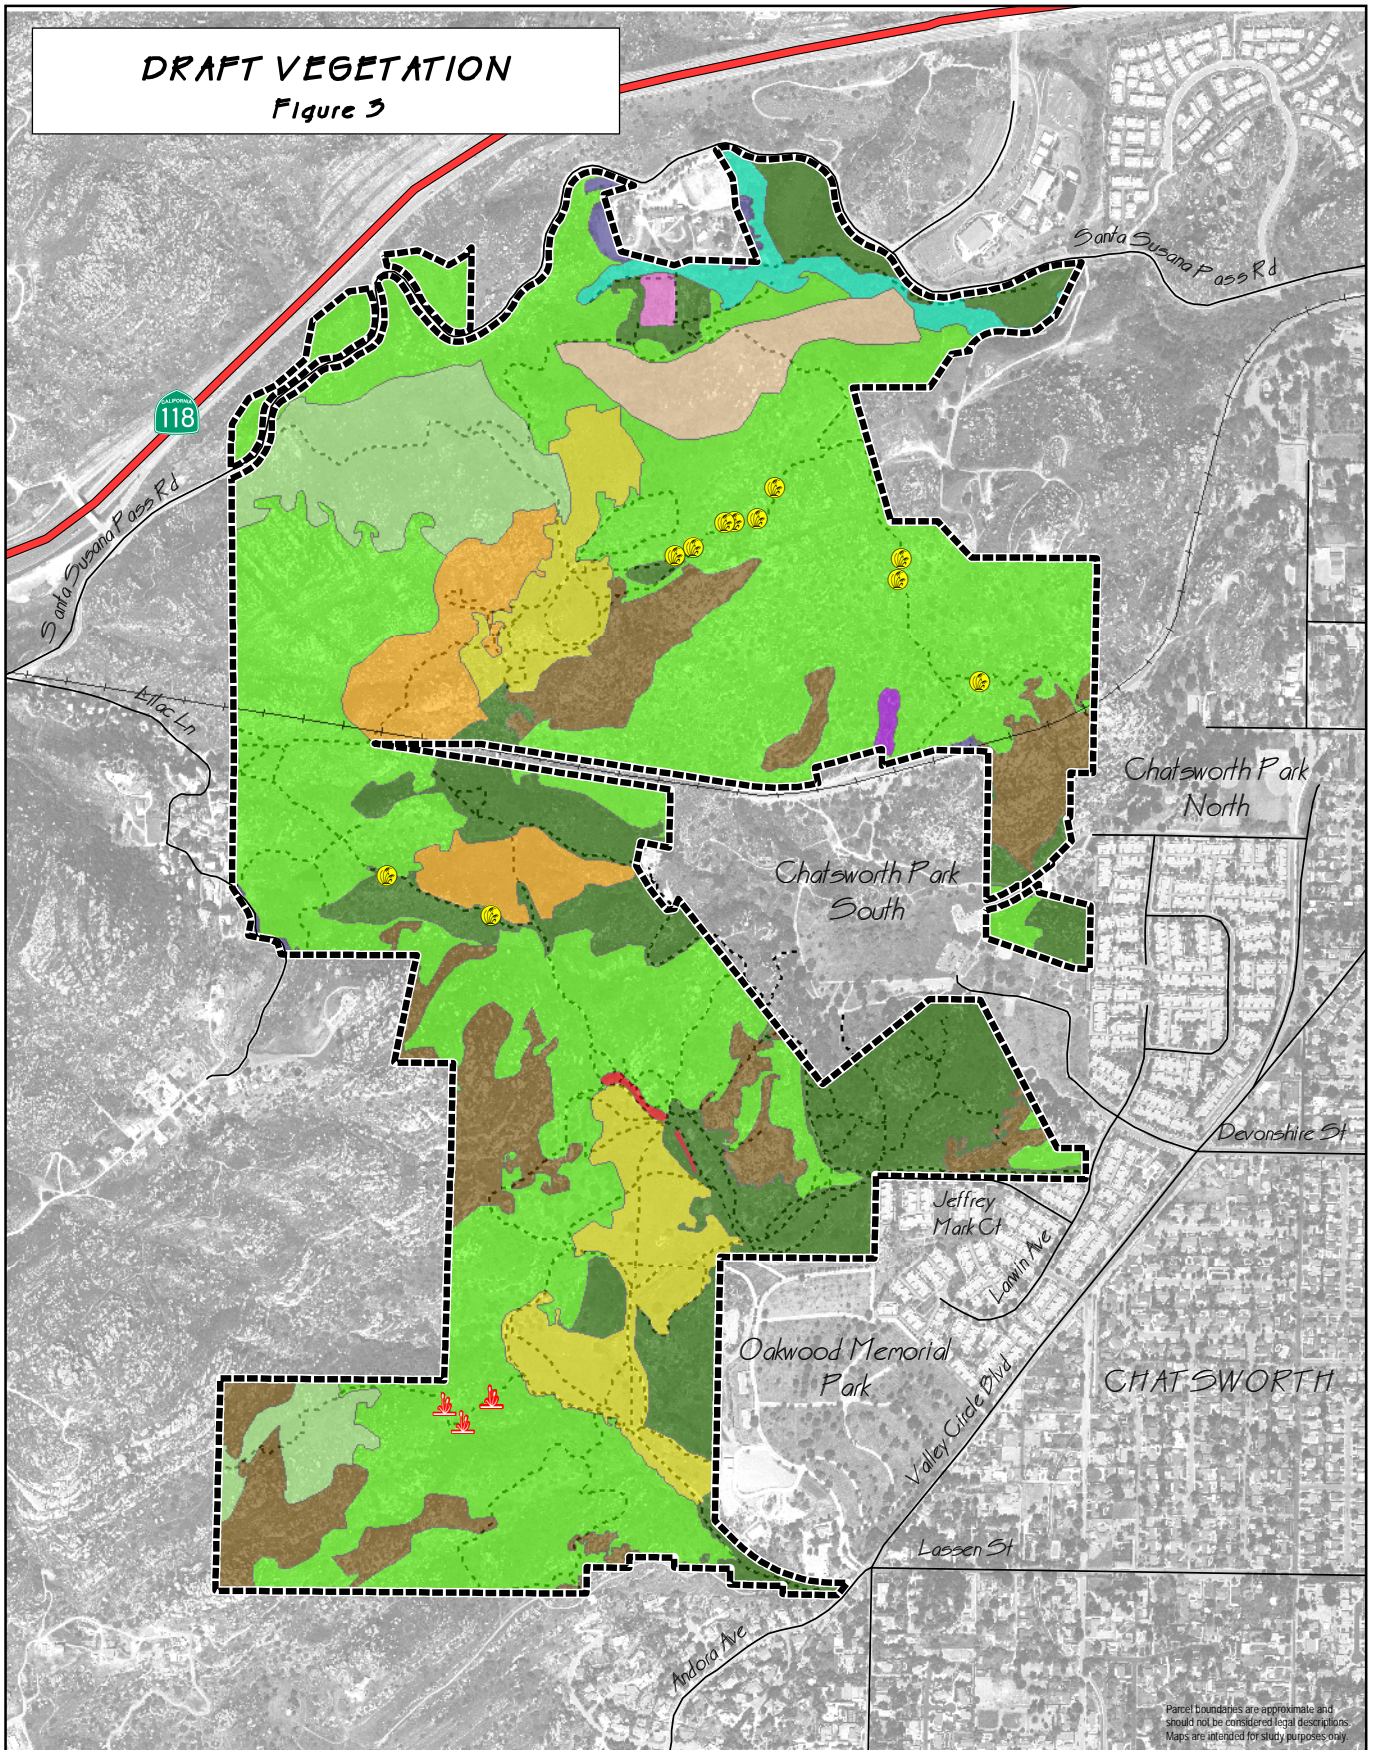 DRAFT VEGETATION
Figure 3
Santa Susana Pass Rd
CALIFORNIA
118
Santa Susana Pass Rd
Lilac Ln
Chatsworth Park
North
Chatsworth Park
South
Devonshire St
Jeffrey
Mark Ct
Larwin Ave
Oakwood Memorial
Park
CHATSWORTH
Valley Circle Blvd
Lassen St
Andora Ave
Parcel boundaries are approximate and
should not be considered legal descriptions.
Maps are intended for study purposes only.